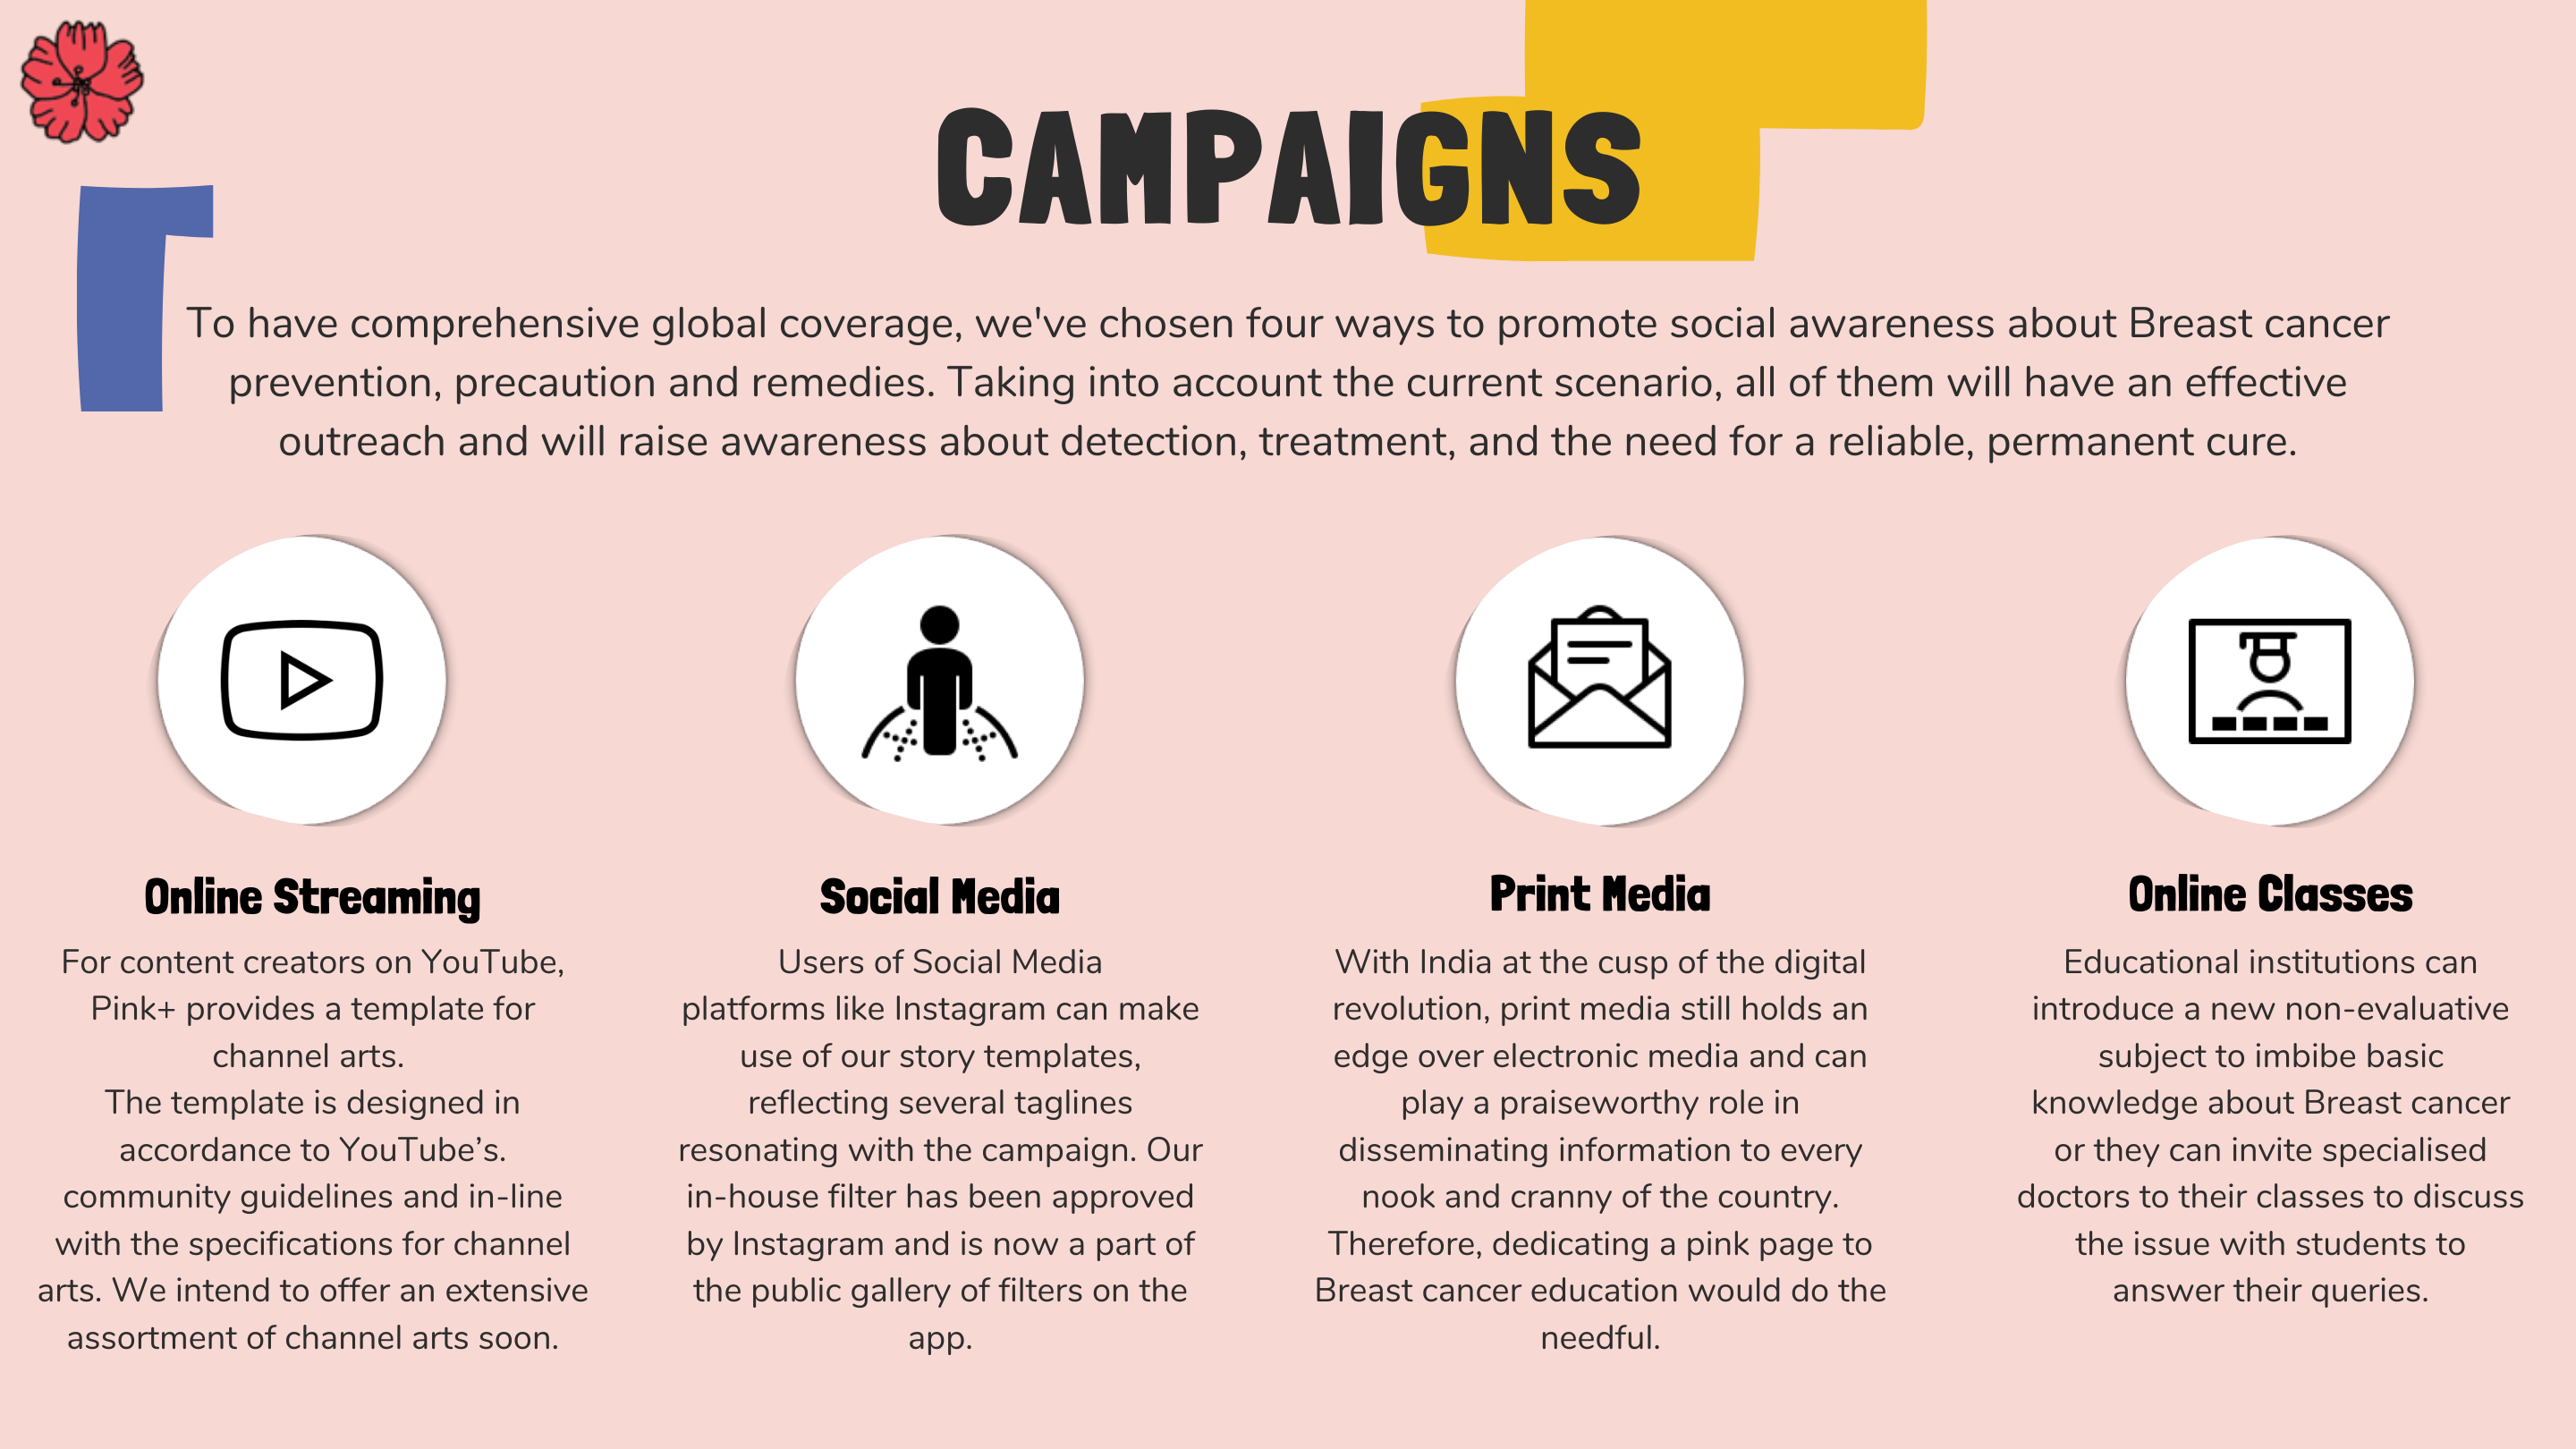 CAMPAIGNS
To have comprehensive global coverage, we've chosen four ways to promote social awareness about Breast cancer
prevention, precaution and remedies. Taking into account the current scenario, all of them will have an effective
outreach and will raise awareness about detection, treatment, and the need for a reliable, permanent cure.
Online Streaming
For content creators on YouTube,
Pink+ provides a template for
channel arts.
The template is designed in
accordance to YouTube’s.
community guidelines and in-line
with the specifications for channel
arts. We intend to offer an extensive
assortment of channel arts soon.
Social Media
Users of Social Media
platforms like Instagram can make
use of our story templates,
reflecting several taglines
resonating with the campaign. Our
in-house filter has been approved
by Instagram and is now a part of
the public gallery of filters on the
app.
Print Media
With India at the cusp of the digital
revolution, print media still holds an
edge over electronic media and can
play a praiseworthy role in
disseminating information to every
nook and cranny of the country.
Therefore, dedicating a pink page to
Breast cancer education would do the
needful.
Online Classes
Educational institutions can
introduce a new non-evaluative
subject to imbibe basic
knowledge about Breast cancer
or they can invite specialised
doctors to their classes to discuss
the issue with students to
answer their queries.